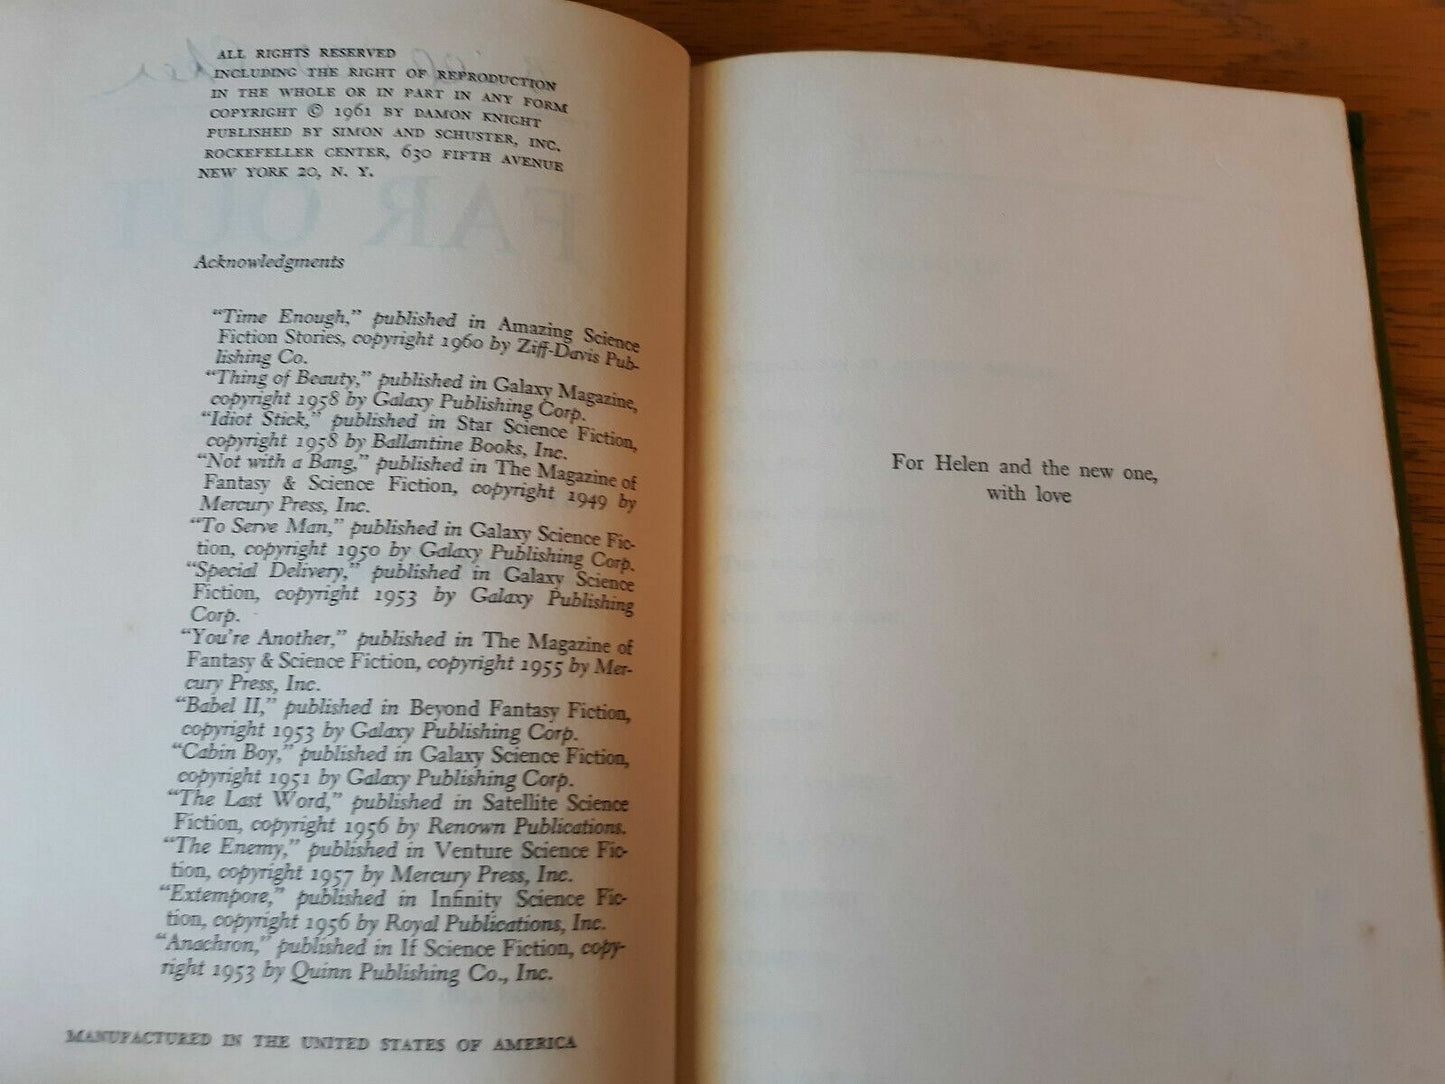 ALL RIGHTS RESERVED
INCLUDING THE RIGHT OF REPRODUCTION
IN THE WHOLE OR IN PART IN ANY FORM
COPYRIGHT © 1961 BY DAMON KNIGHT
PUBLISHED BY SIMON AND SCHUSTER, INC.
ROCKEFELLER CENTER, 630 FIFTH AVENUE
NEW YORK 20, N. Y.
FAR OUT
Acknowledgments
“Time Enough,” published in Amazing Science
Fiction Stories, copyright 1960 by Ziff-Davis Pub-
lishing Co.
“Thing of Beauty,” published in Galaxy Magazine,
copyright 1958 by Galaxy Publishing Corp.
“Idiot Stick,” published in Star Science Fiction,
copyright 1958 by Ballantine Books, Inc.
“Not with a Bang,” published in The Magazine of
Fantasy & Science Fiction, copyright 1949 by
Mercury Press, Inc.
“To Serve Man,” published in Galaxy Science Fic-
tion, copyright 1950 by Galaxy Publishing Corp.
“Special Delivery,” published in Galaxy Science
Fiction, copyright 1953 by Galaxy Publishing
Corp.
“You’re Another,” published in The Magazine of
Fantasy & Science Fiction, copyright 1955 by Mer-
cury Press, Inc.
“Babel II,” published in Beyond Fantasy Fiction,
copyright 1953 by Galaxy Publishing Corp.
“Cabin Boy,” published in Galaxy Science Fiction,
copyright 1951 by Galaxy Publishing Corp.
“The Last Word,” published in Satellite Science
Fiction, copyright 1956 by Renown Publications.
“The Enemy,” published in Venture Science Fic-
tion, copyright 1957 by Mercury Press, Inc.
“Extempore,” published in Infinity Science Fic-
tion, copyright 1956 by Royal Publications, Inc.
“Anachron,” published in If Science Fiction, copy-
right 1953 by Quinn Publishing Co., Inc.
MANUFACTURED IN THE UNITED STATES OF AMERICA
For Helen and the new one,
with love